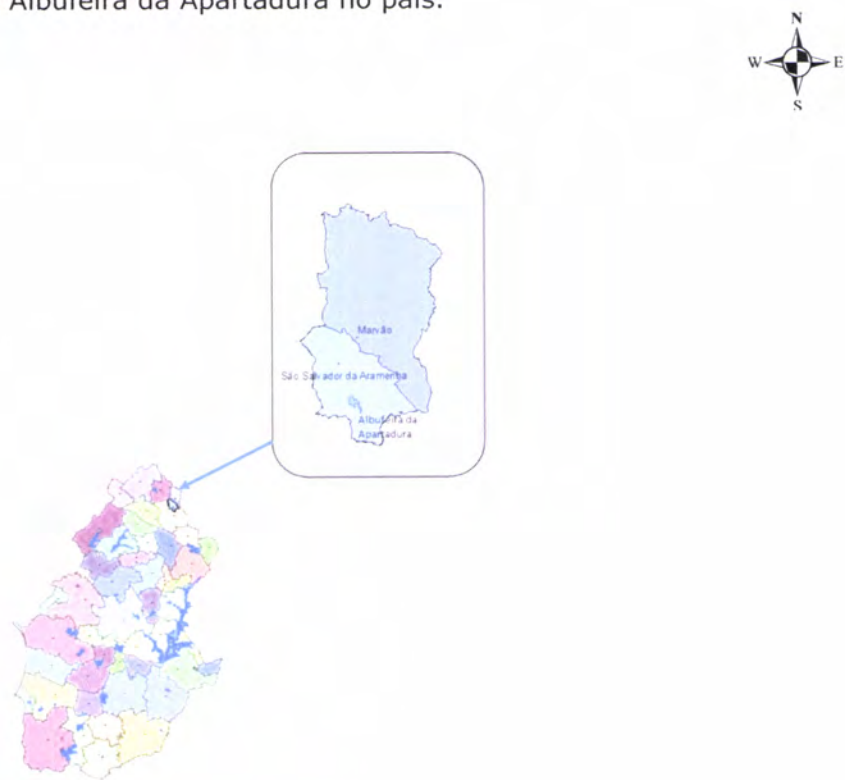 Albufeira da Apartadura no país.
N
W
E
S
Marvão
São Salvador da Aramenha
Albufeira da
Apartadura